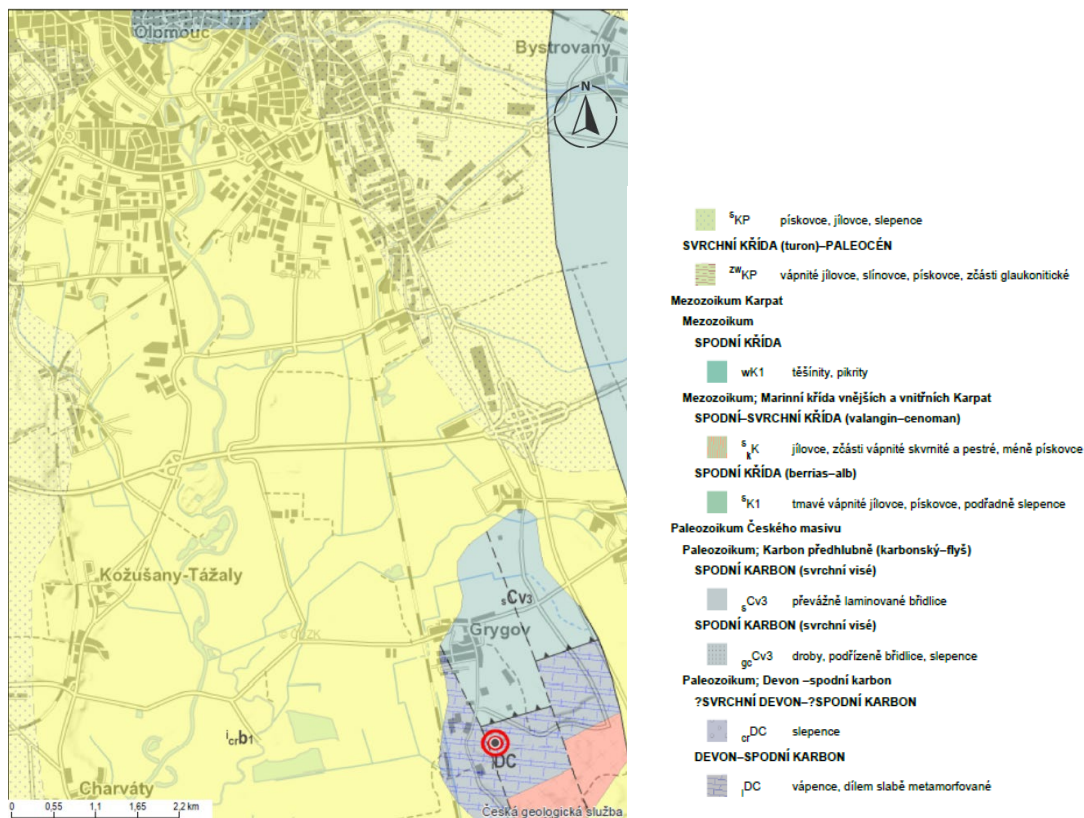 Olomouc
Bystrovany
N
© ČÚZK
Kožušany-Tážaly
sCv3
© ČÚZK
Grygov
icrb1
lDC
Charváty
0 0,55 1,1 1,65 2,2 km
Česká geologická služba
sKP pískovce, jílovce, slepence
SVRCHNÍ KŘÍDA (turon)–PALEOCÉN
zwKP vápnité jílovce, slínovce, pískovce, zčásti glaukonitické
Mezozoikum Karpat
Mezozoikum
SPODNÍ KŘÍDA
wK1 těšínity, pikrity
Mezozoikum; Marinní křída vnějších a vnitřních Karpat
SPODNÍ–SVRCHNÍ KŘÍDA (valangin–cenoman)
skK jílovce, zčásti vápnité skvrnité a pestré, méně pískovce
SPODNÍ KŘÍDA (berrias–alb)
sK1 tmavé vápnité jílovce, pískovce, podřadně slepence
Paleozoikum Českého masivu
Paleozoikum; Karbon předhlubně (karbonský–flyš)
SPODNÍ KARBON (svrchní visé)
sCv3 převážně laminované břidlice
SPODNÍ KARBON (svrchní visé)
gcCv3 droby, podřízeně břidlice, slepence
Paleozoikum; Devon –spodní karbon
?SVRCHNÍ DEVON–?SPODNÍ KARBON
crDC slepence
DEVON–SPODNÍ KARBON
lDC vápence, dílem slabě metamorfované